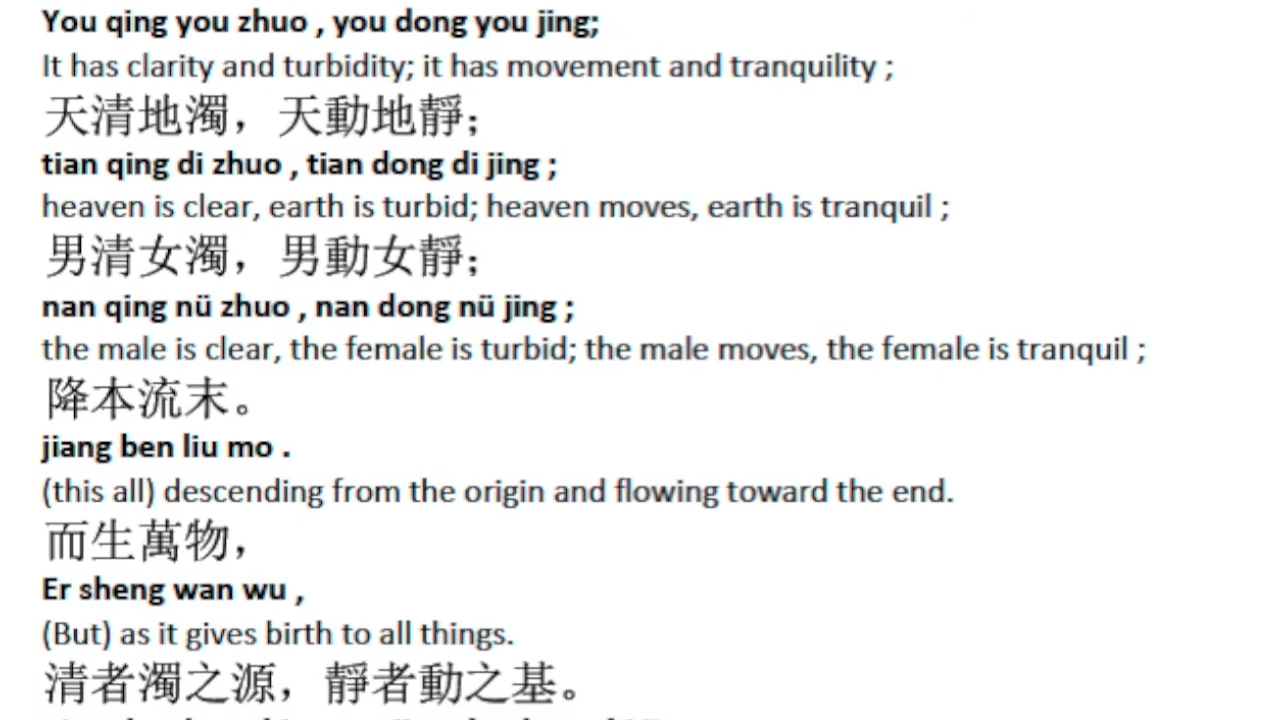 You qing you zhuo , you dong you jing;
It has clarity and turbidity; it has movement and tranquility ;
天清地濁，天動地靜；
tian qing di zhuo , tian dong di jing ;
heaven is clear, earth is turbid; heaven moves, earth is tranquil ;
男清女濁，男動女靜；
nan qing nü zhuo , nan dong nü jing ;
the male is clear, the female is turbid; the male moves, the female is tranquil ;
降本流末。
jiang ben liu mo .
(this all) descending from the origin and flowing toward the end.
而生萬物，
Er sheng wan wu ,
(But) as it gives birth to all things.
清者濁之源，靜者動之基。